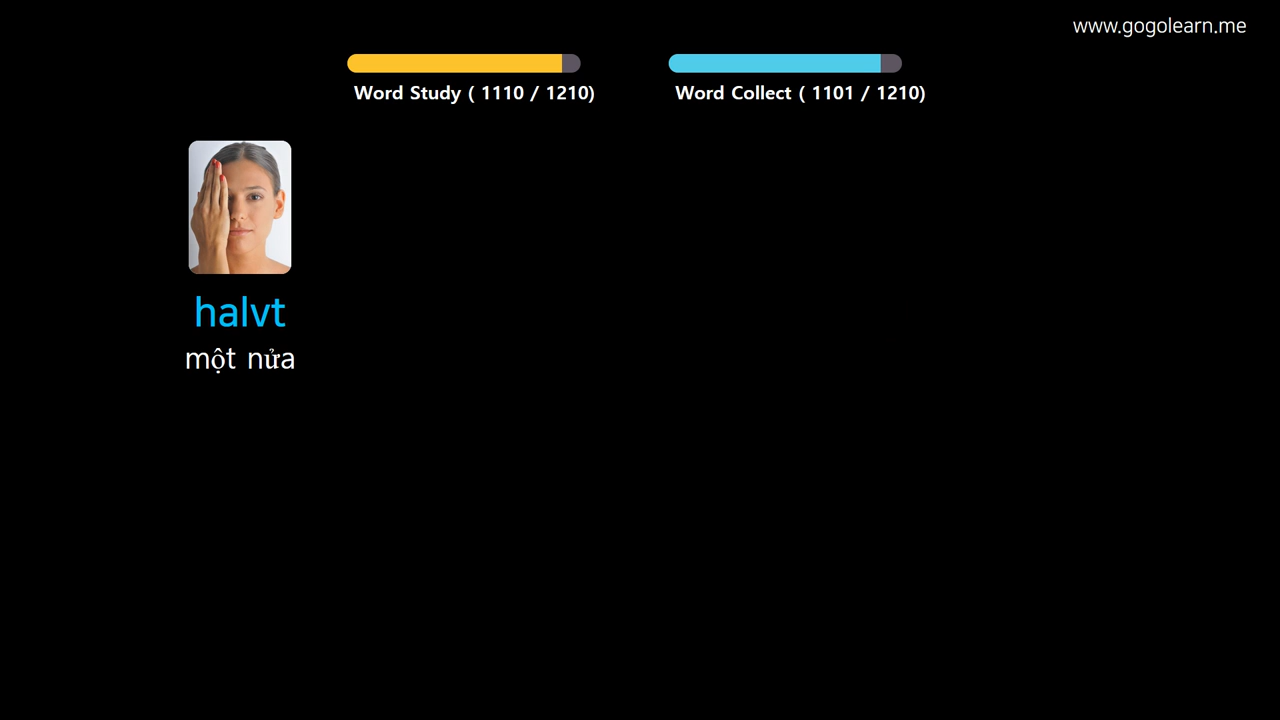 www.gogolearn.me
Word Study ( 1110 / 1210)
Word Collect ( 1101 / 1210)
halvt
một nửa